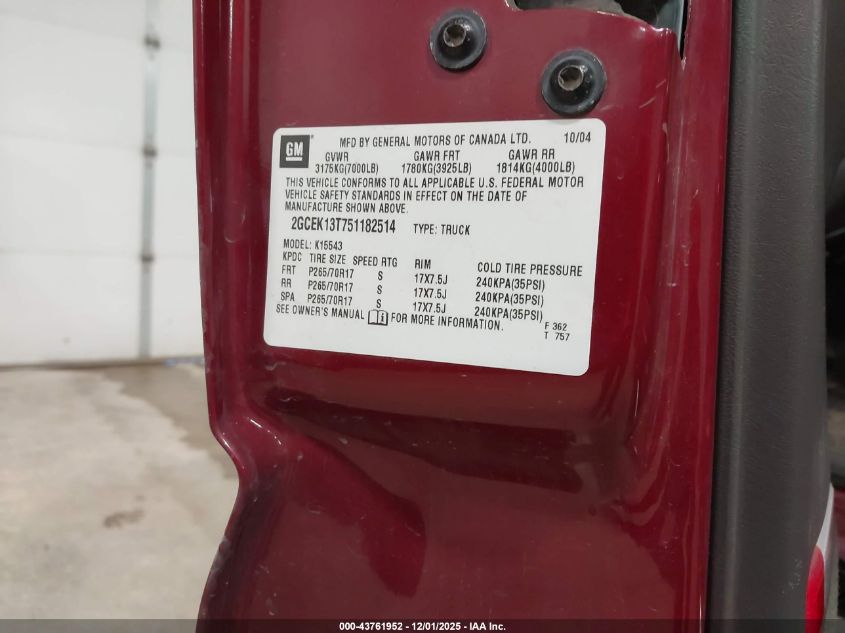 GM
MFD BY GENERAL MOTORS OF CANADA LTD. 10/04
GVWR GAWR FRT GAWR RR
3175KG(7000LB) 1780KG(3925LB) 1814KG(4000LB)
THIS VEHICLE CONFORMS TO ALL APPLICABLE U.S. FEDERAL MOTOR
VEHICLE SAFETY STANDARDS IN EFFECT ON THE DATE OF
MANUFACTURE SHOWN ABOVE.
2GCEK13T751182514 TYPE: TRUCK
MODEL: K15543
KPDC TIRE SIZE SPEED RTG RIM COLD TIRE PRESSURE
FRT P265/70R17 S 17X7.5J 240KPA(35PSI)
RR P265/70R17 S 17X7.5J 240KPA(35PSI)
SPA P265/70R17 S 17X7.5J 240KPA(35PSI)
SEE OWNER'S MANUAL FOR MORE INFORMATION.
F 362
T 757
000-43761952 - 12/01/2025 - IAA Inc.